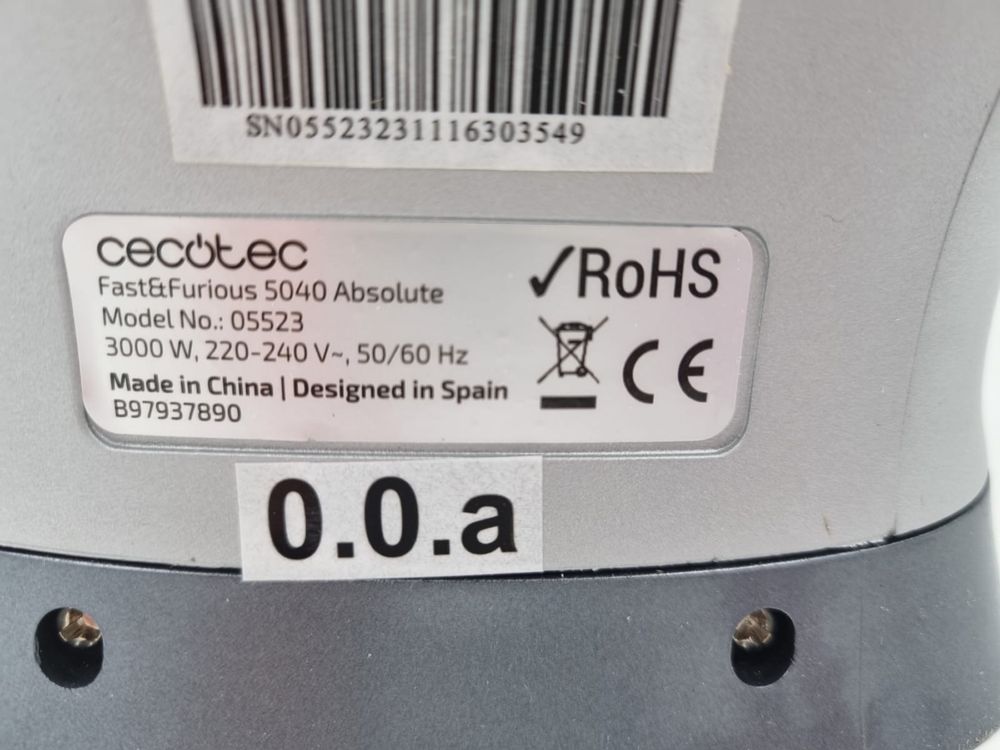 SN055232311116303549
cecotec
Fast&Furious 5040 Absolute
Model No.: 05523
3000 W, 220-240 V~, 50/60 Hz
Made in China | Designed in Spain
B97937890
✓RoHS
CE
0.0.a